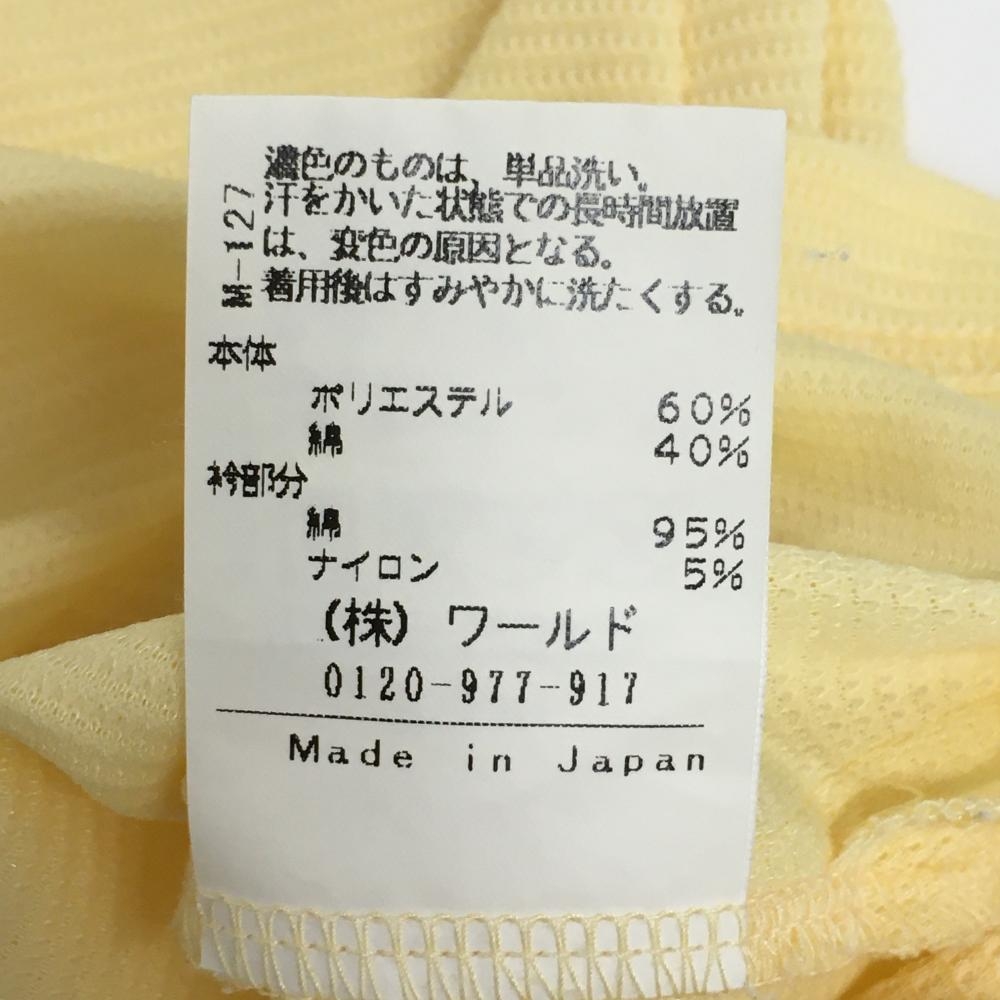 濃色のものは、単品洗い。
汗をかいた状態での長時間放置
は、変色の原因となる。
着用後はすみやかに洗たくする。
M-127
本体
ポリエステル 60%
綿 40%
衿部分
綿 95%
ナイロン 5%
(株) ワールド
0120-977-917
Made in Japan